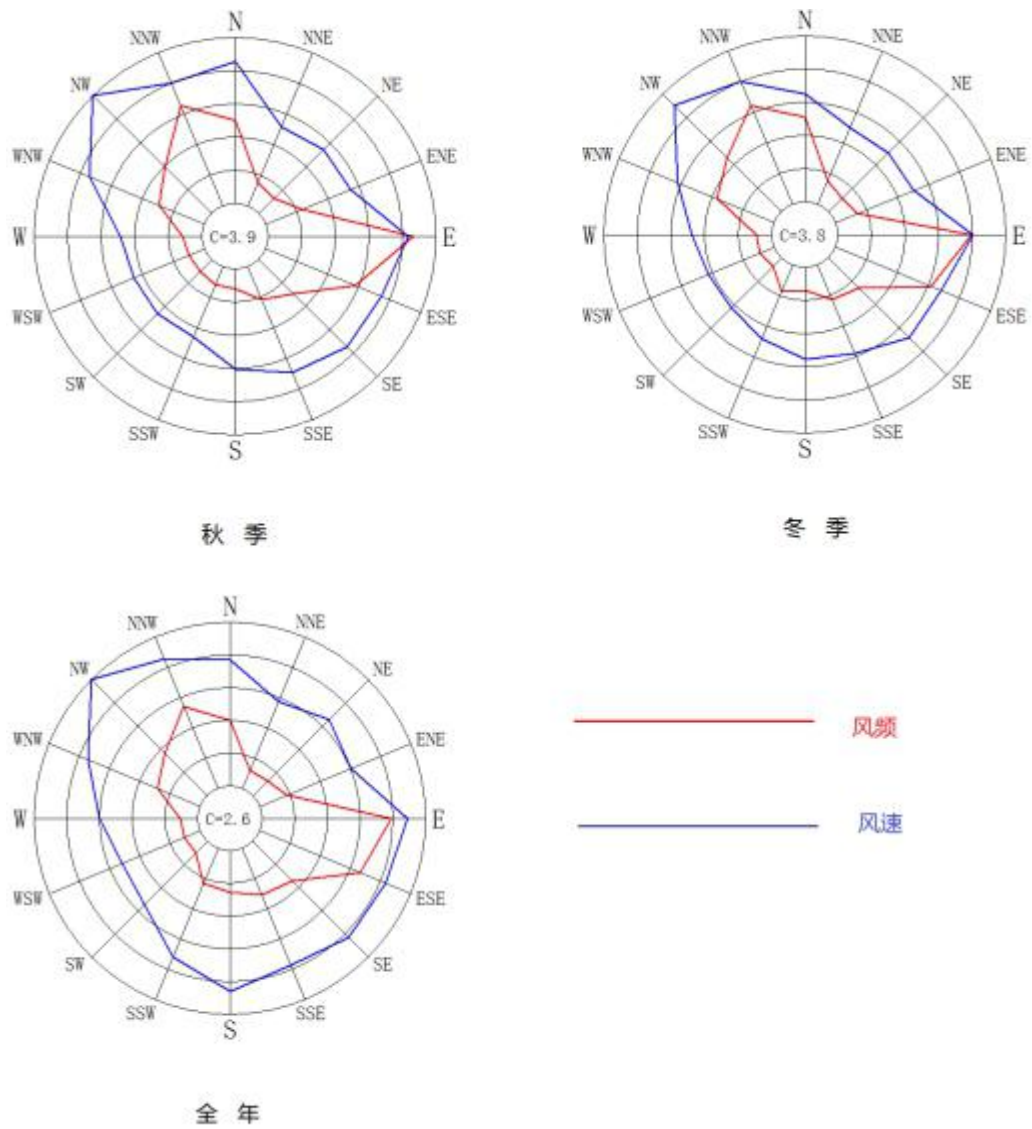 N
NNW
NNE
NW
NE
WNW
ENE
W
C=3.9
E
WSW
ESE
SW
SE
SSW
SSE
S
秋 季
N
NNW
NNE
NW
NE
WNW
ENE
W
C=3.8
E
WSW
ESE
SW
SE
SSW
SSE
S
冬 季
N
NNW
NNE
NW
NE
WNW
ENE
W
C=2.6
E
WSW
ESE
SW
SE
SSW
SSE
S
全 年
风频
风速